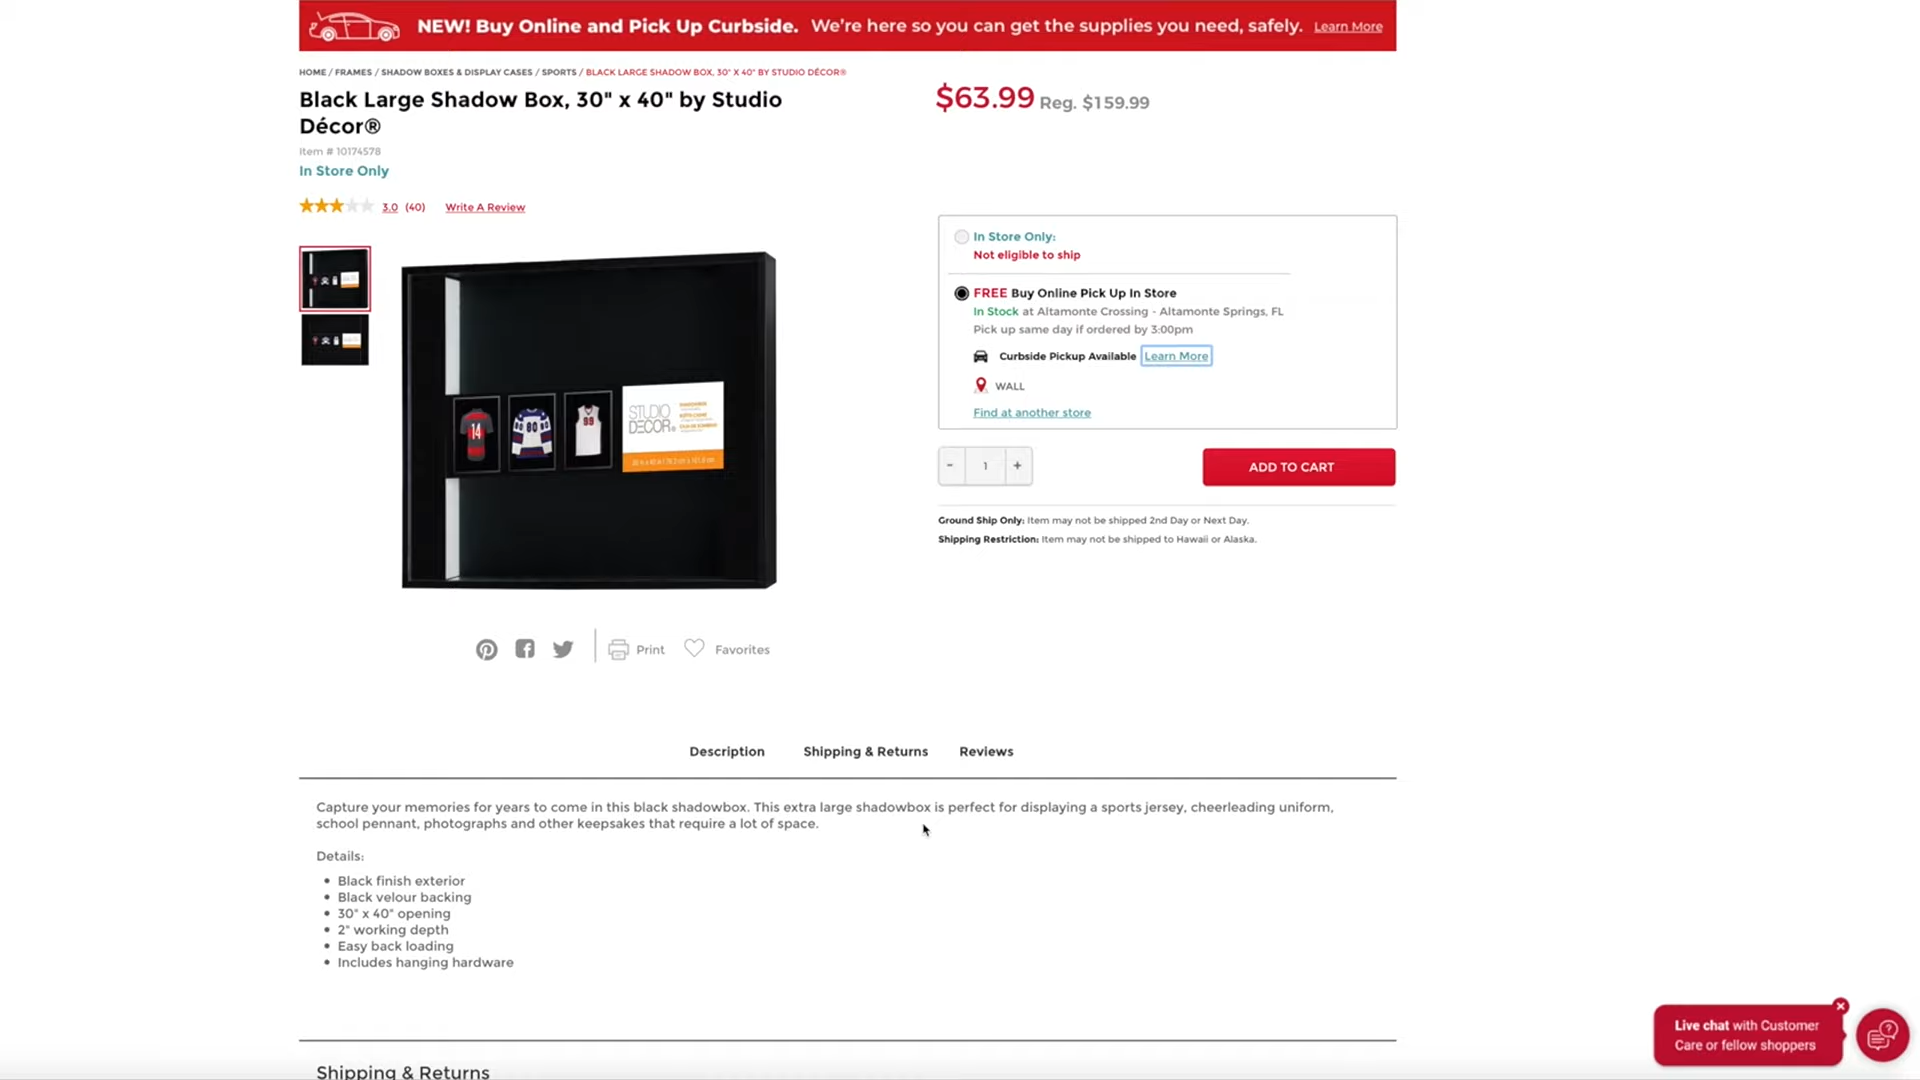 NEW! Buy Online and Pick Up Curbside. We're here so you can get the supplies you need, safely. Learn More
HOME / FRAMES / SHADOW BOXES & DISPLAY CASES / SPORTS / BLACK LARGE SHADOW BOX, 30" X 40" BY STUDIO DÉCOR®
Black Large Shadow Box, 30" x 40" by Studio
Décor®
$63.99 Reg. $159.99
Item # 10174578
In Store Only
3.0 (40) Write A Review
In Store Only:
Not eligible to ship
FREE Buy Online Pick Up In Store
In Stock at Altamonte Crossing - Altamonte Springs, FL
Pick up same day if ordered by 3:00pm
Curbside Pickup Available Learn More
WALL
Find at another store
14
80
99
STUDIO
DECOR®
- 1 +
ADD TO CART
Ground Ship Only: Item may not be shipped 2nd Day or Next Day.
Shipping Restriction: Item may not be shipped to Hawaii or Alaska.
Print
Favorites
Description
Shipping & Returns
Reviews
Capture your memories for years to come in this black shadowbox. This extra large shadowbox is perfect for displaying a sports jersey, cheerleading uniform,
school pennant, photographs and other keepsakes that require a lot of space.
Details:
• Black finish exterior
• Black velour backing
• 30" x 40" opening
• 2" working depth
• Easy back loading
• Includes hanging hardware
Live chat with Customer
Care or fellow shoppers
Shipping & Returns